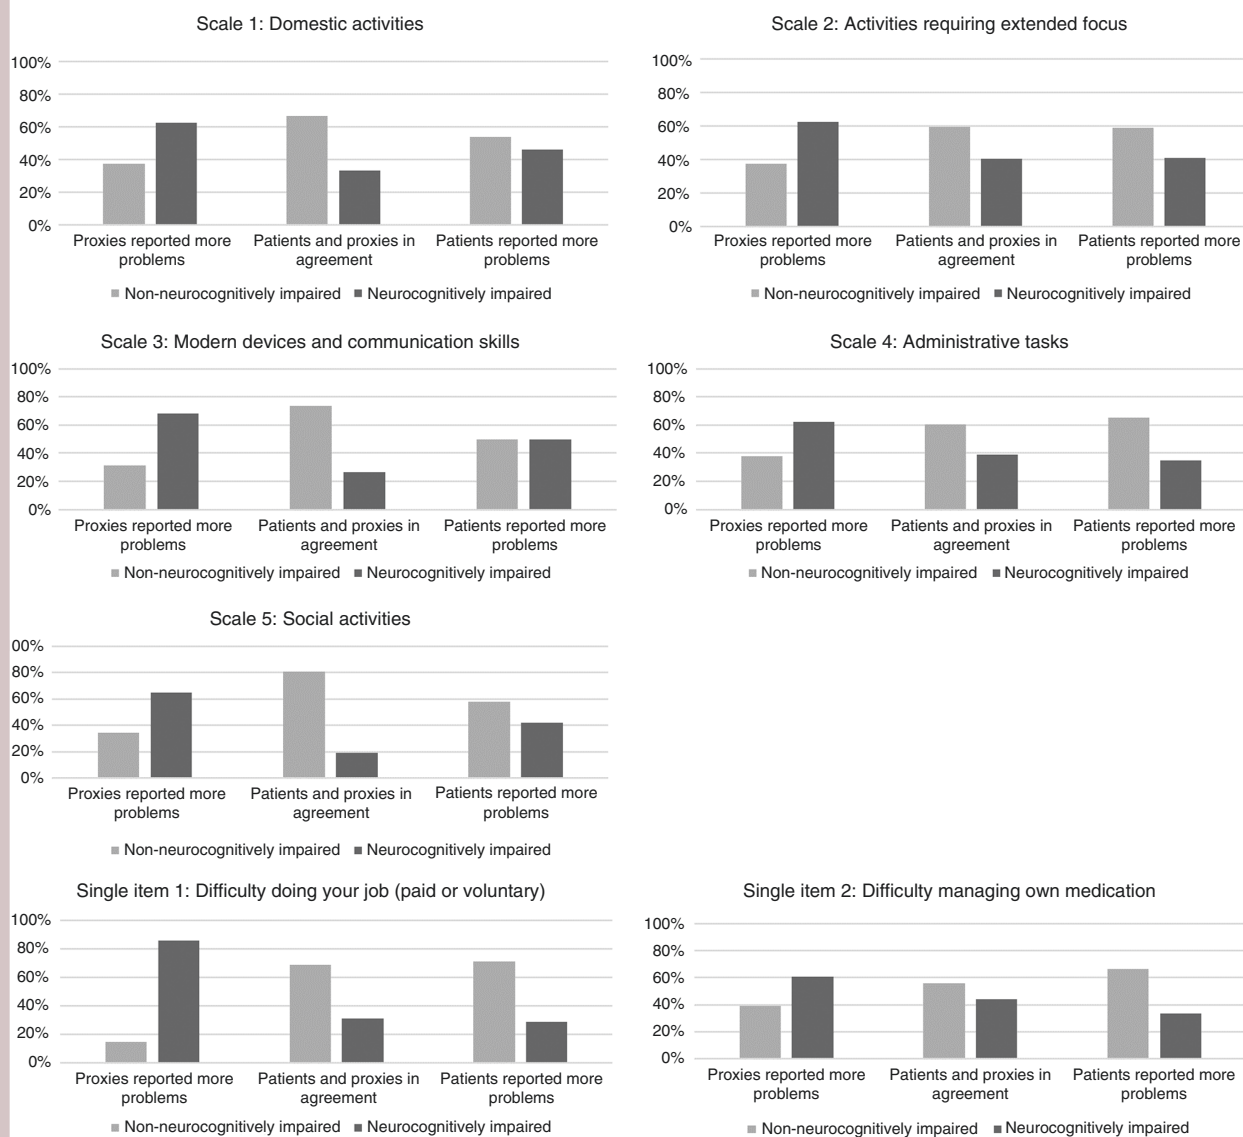 Scale 1: Domestic activities
100%
80%
60%
40%
20%
0%
Proxies reported more
problems
Patients and proxies in
agreement
Patients reported more
problems
Non-neurocognitively impaired
Neurocognitively impaired
Scale 2: Activities requiring extended focus
100%
80%
60%
40%
20%
0%
Proxies reported more
problems
Patients and proxies in
agreement
Patients reported more
problems
Non-neurocognitively impaired
Neurocognitively impaired
Scale 3: Modern devices and communication skills
100%
80%
60%
40%
20%
0%
Proxies reported more
problems
Patients and proxies in
agreement
Patients reported more
problems
Non-neurocognitively impaired
Neurocognitively impaired
Scale 4: Administrative tasks
100%
80%
60%
40%
20%
0%
Proxies reported more
problems
Patients and proxies in
agreement
Patients reported more
problems
Non-neurocognitively impaired
Neurocognitively impaired
Scale 5: Social activities
00%
80%
60%
40%
20%
0%
Proxies reported more
problems
Patients and proxies in
agreement
Patients reported more
problems
Non-neurocognitively impaired
Neurocognitively impaired
Single item 1: Difficulty doing your job (paid or voluntary)
100%
80%
60%
40%
20%
0%
Proxies reported more
problems
Patients and proxies in
agreement
Patients reported more
problems
Non-neurocognitively impaired
Neurocognitively impaired
Single item 2: Difficulty managing own medication
100%
80%
60%
40%
20%
0%
Proxies reported more
problems
Patients and proxies in
agreement
Patients reported more
problems
Non-neurocognitively impaired
Neurocognitively impaired